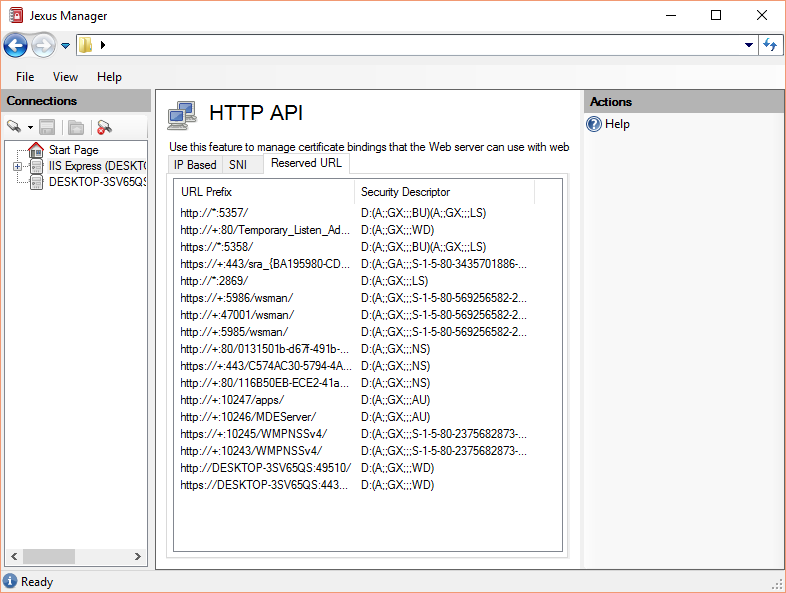 Jexus Manager
File View Help
Connections
Start Page
IIS Express (DESKTO
DESKTOP-3SV65QS
HTTP API
Use this feature to manage certificate bindings that the Web server can use with web
IP Based SNI Reserved URL
URL Prefix Security Descriptor
http://*:5357/ D:(A;;GX;;;BU)(A;;GX;;;LS)
http://+:80/Temporary_Listen_Ad... D:(A;;GX;;;WD)
https://*:5358/ D:(A;;GX;;;BU)(A;;GX;;;LS)
https://+:443/sra_{BA195980-CD... D:(A;;GA;;;S-1-5-80-3435701886-...
http://*:2869/ D:(A;;GX;;;LS)
https://+:5986/wsman/ D:(A;;GX;;;S-1-5-80-569256582-2...
http://+:47001/wsman/ D:(A;;GX;;;S-1-5-80-569256582-2...
http://+:5985/wsman/ D:(A;;GX;;;S-1-5-80-569256582-2...
http://+:80/0131501b-d67f-491b-... D:(A;;GX;;;NS)
https://+:443/C574AC30-5794-4A... D:(A;;GX;;;NS)
http://+:80/116B50EB-ECE2-41a... D:(A;;GX;;;NS)
http://+:10247/apps/ D:(A;;GX;;;AU)
http://+:10246/MDEServer/ D:(A;;GX;;;AU)
https://+:10245/WMPNSSv4/ D:(A;;GX;;;S-1-5-80-2375682873-...
http://+:10243/WMPNSSv4/ D:(A;;GX;;;S-1-5-80-2375682873-...
http://DESKTOP-3SV65QS:49510/ D:(A;;GX;;;WD)
https://DESKTOP-3SV65QS:443... D:(A;;GX;;;WD)
Actions
Help
Ready